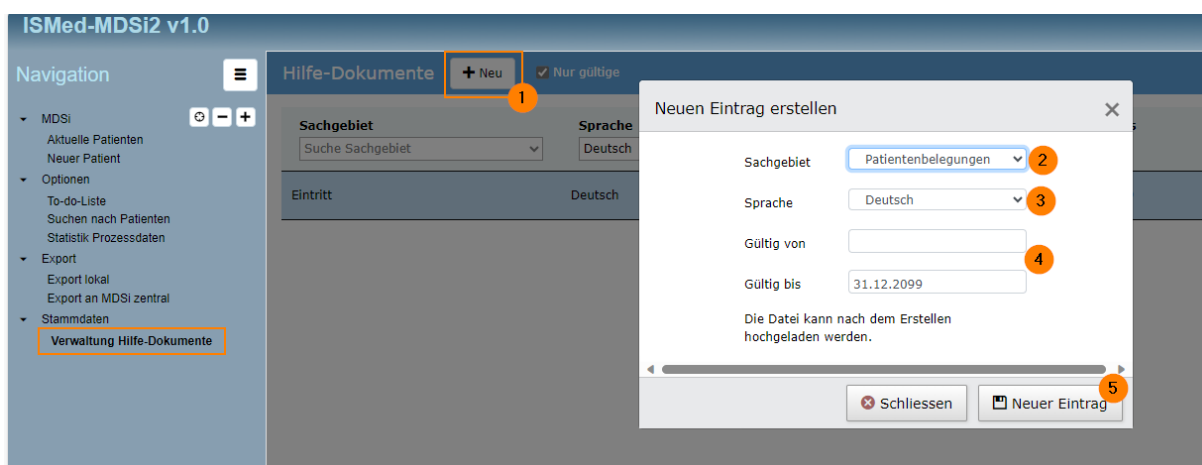 ISMed-MDSi2 v1.0
Navigation
MDSi
Aktuelle Patienten
Neuer Patient
Optionen
To-do-Liste
Suchen nach Patienten
Statistik Prozessdaten
Export
Export lokal
Export an MDSi zentral
Stammdaten
Verwaltung Hilfe-Dokumente
Hilfe-Dokumente
Neu
1
Nur gültige
Sachgebiet
Suche Sachgebiet
Sprache
Deutsch
Eintritt
Deutsch
Neuen Eintrag erstellen
Sachgebiet
Patientenbelegungen
2
Sprache
Deutsch
3
Gültig von
4
Gültig bis
31.12.2099
Die Datei kann nach dem Erstellen
hochgeladen werden.
Schliessen
Neuer Eintrag
5